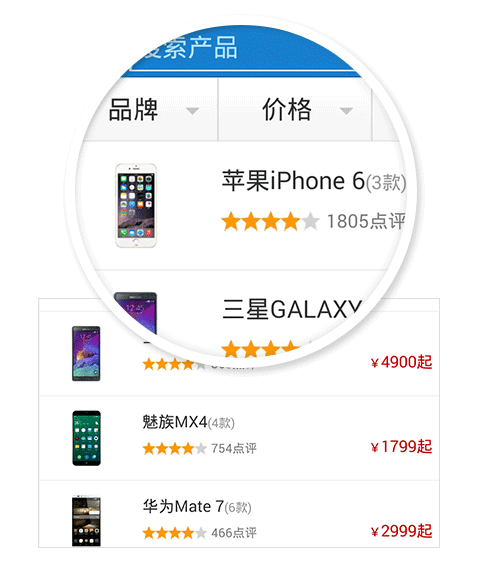 搜索产品
品牌 价格
苹果iPhone 6(3款)
1805点评
三星GALAXY
¥4900起
魅族MX4(4款)
754点评 ¥1799起
华为Mate 7(6款)
466点评 ¥2999起